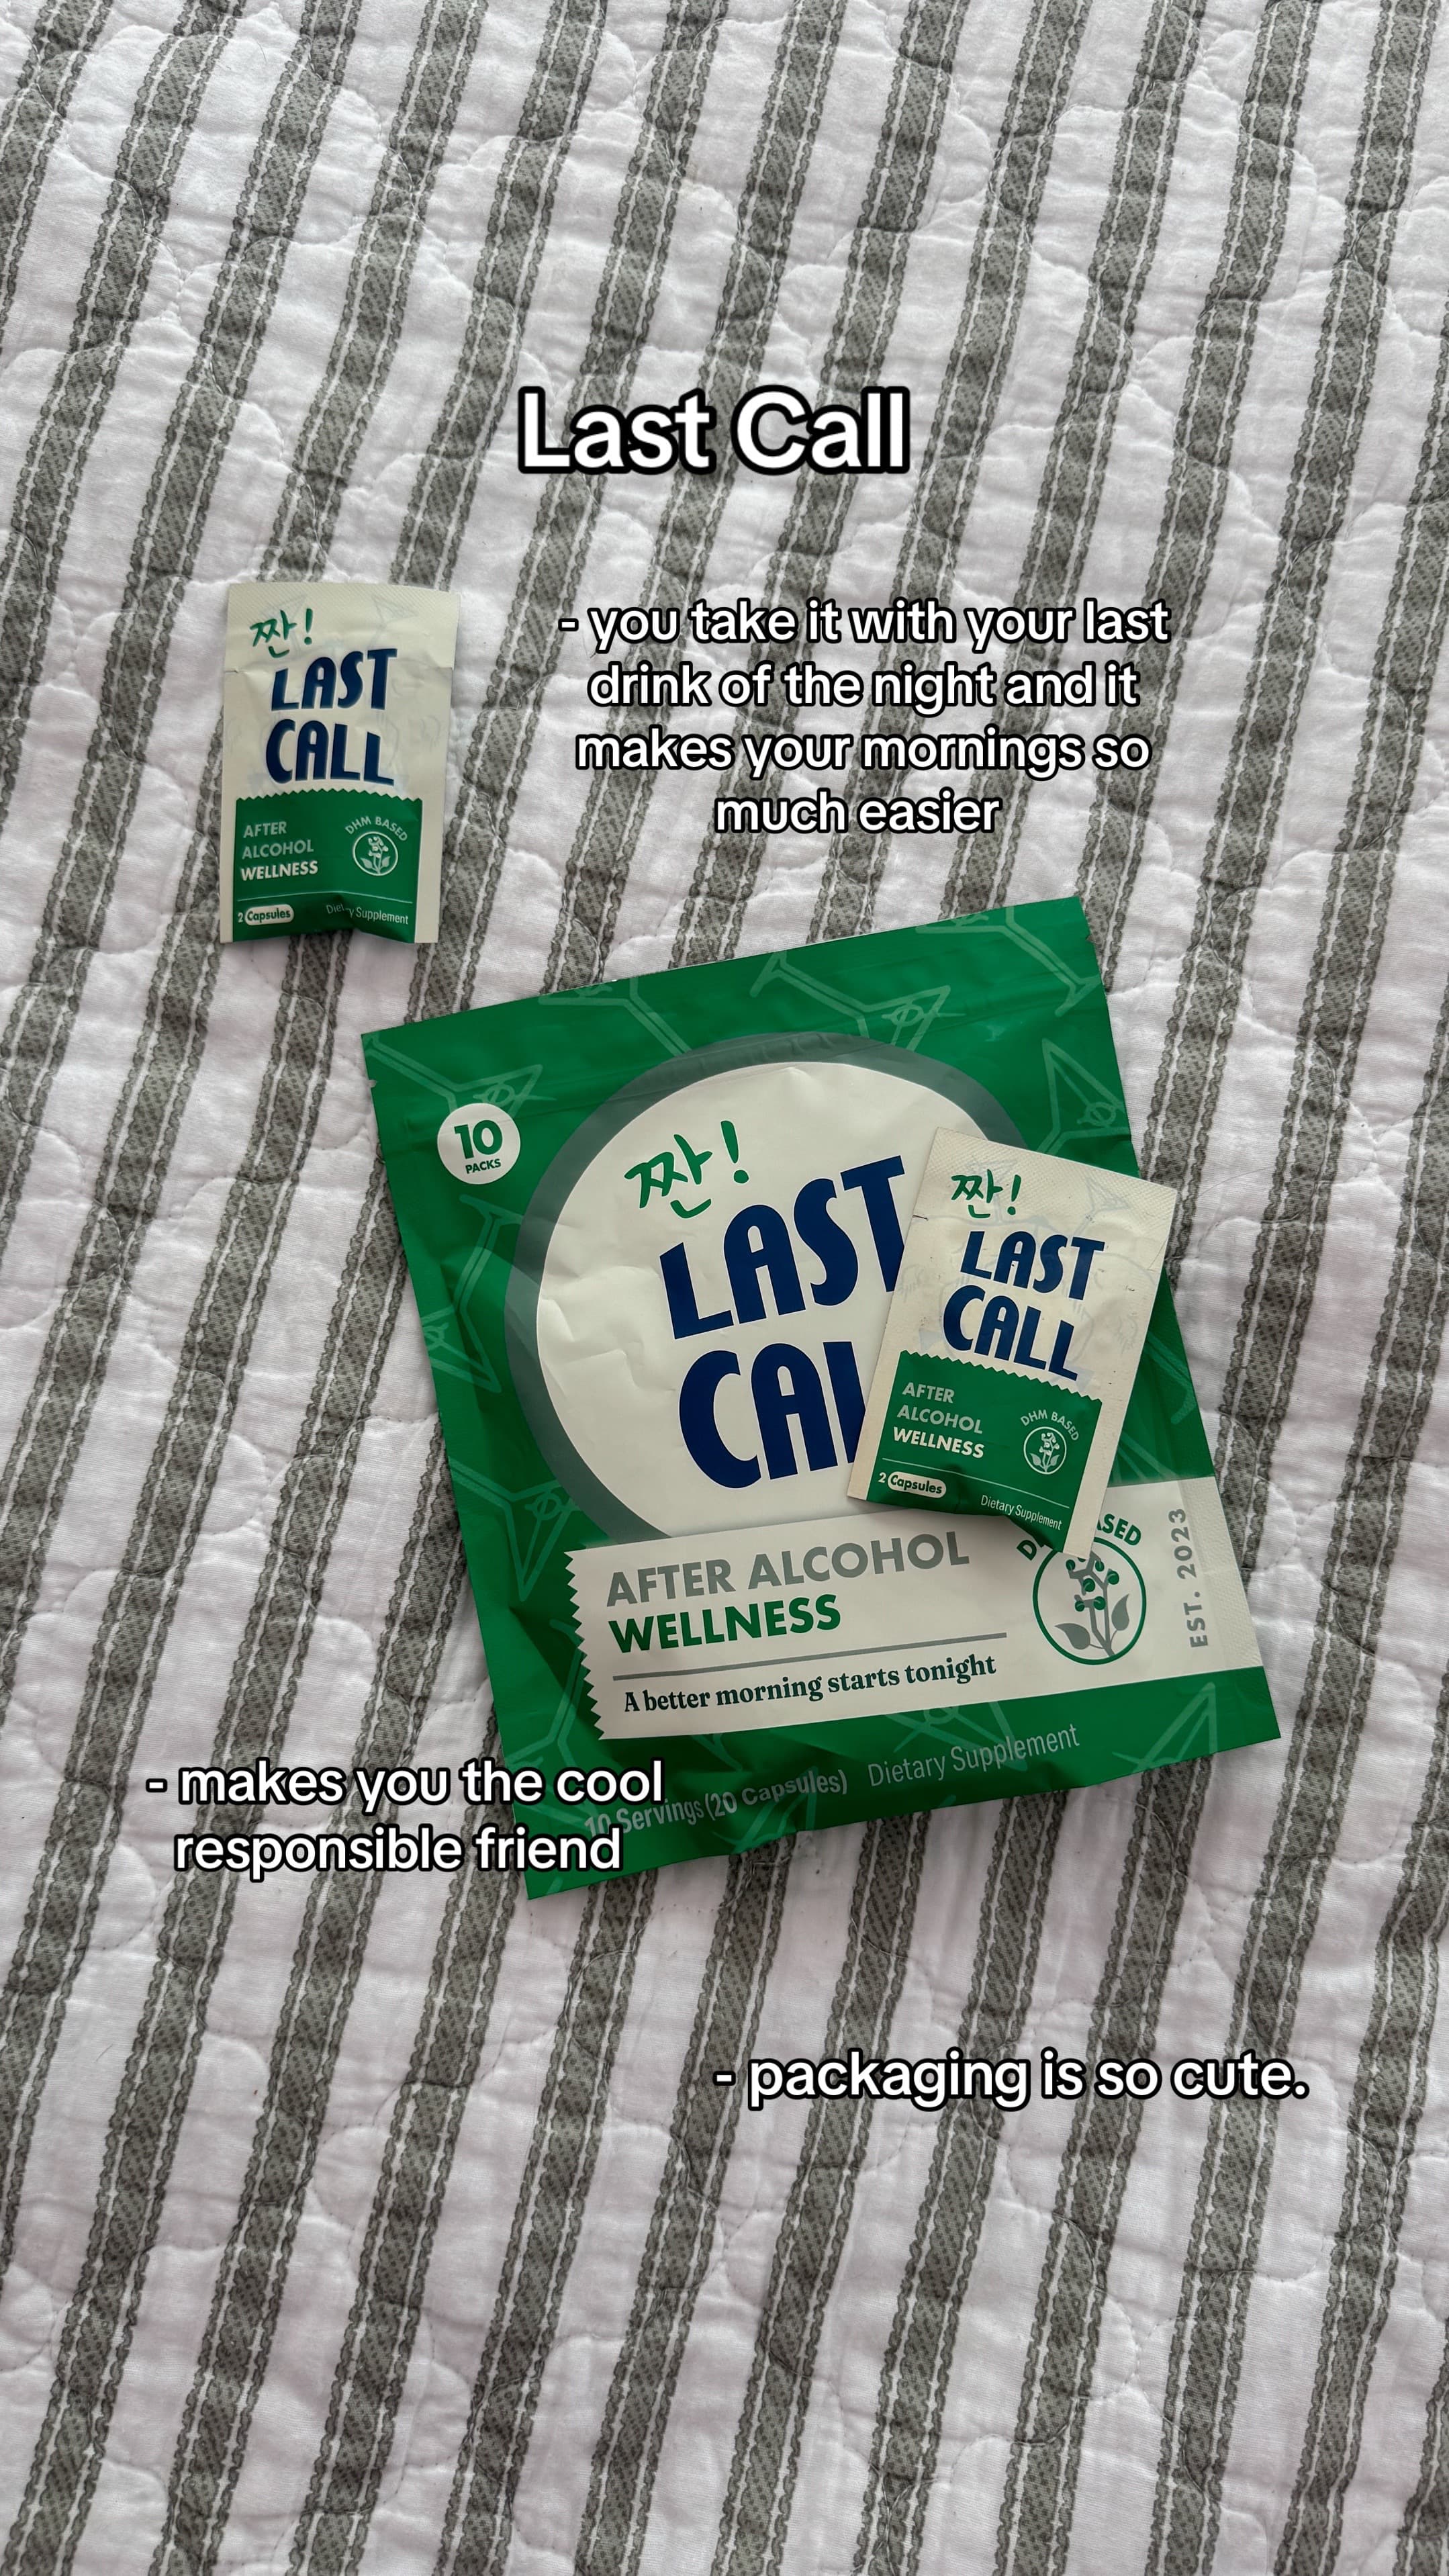 Last Call
짠!
LAST
CALL
AFTER
ALCOHOL
WELLNESS
DHM BASED
2 Capsules
Dietary Supplement
- you take it with your last
drink of the night and it
makes your mornings so
much easier
10
PACKS
짠!
LAST
CAL
AFTER ALCOHOL
WELLNESS
A better morning starts tonight
EST. 2023
10 Servings (20 Capsules)
Dietary Supplement
짠!
LAST
CALL
AFTER
ALCOHOL
WELLNESS
DHM BASED
2 Capsules
Dietary Supplement
- makes you the cool
responsible friend
- packaging is so cute.